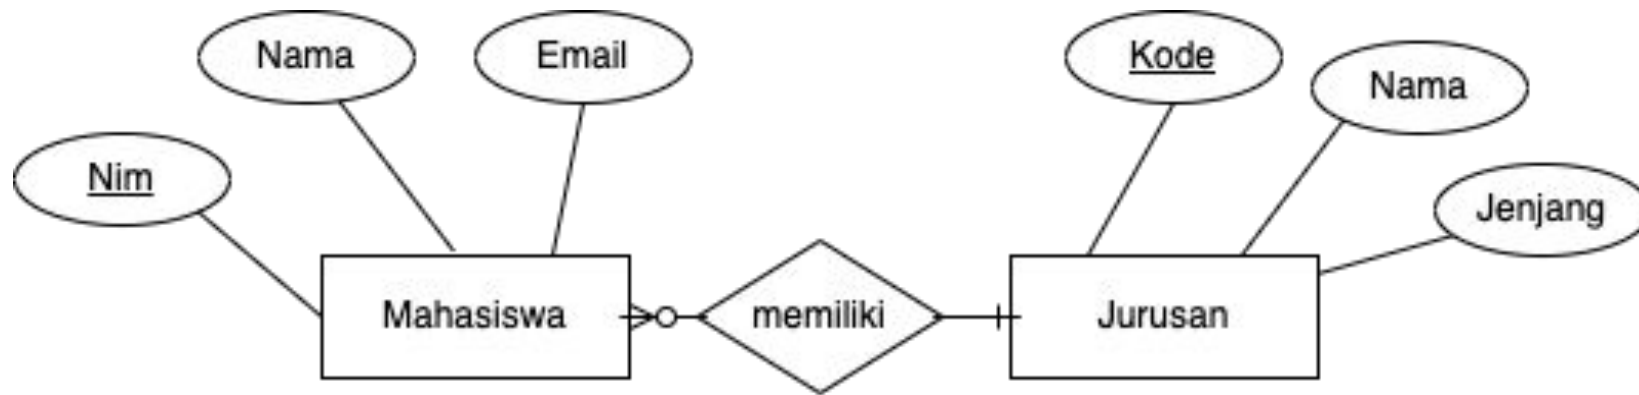 Nama
Email
Kode
Nama
Nim
Jenjang
Mahasiswa
memiliki
Jurusan